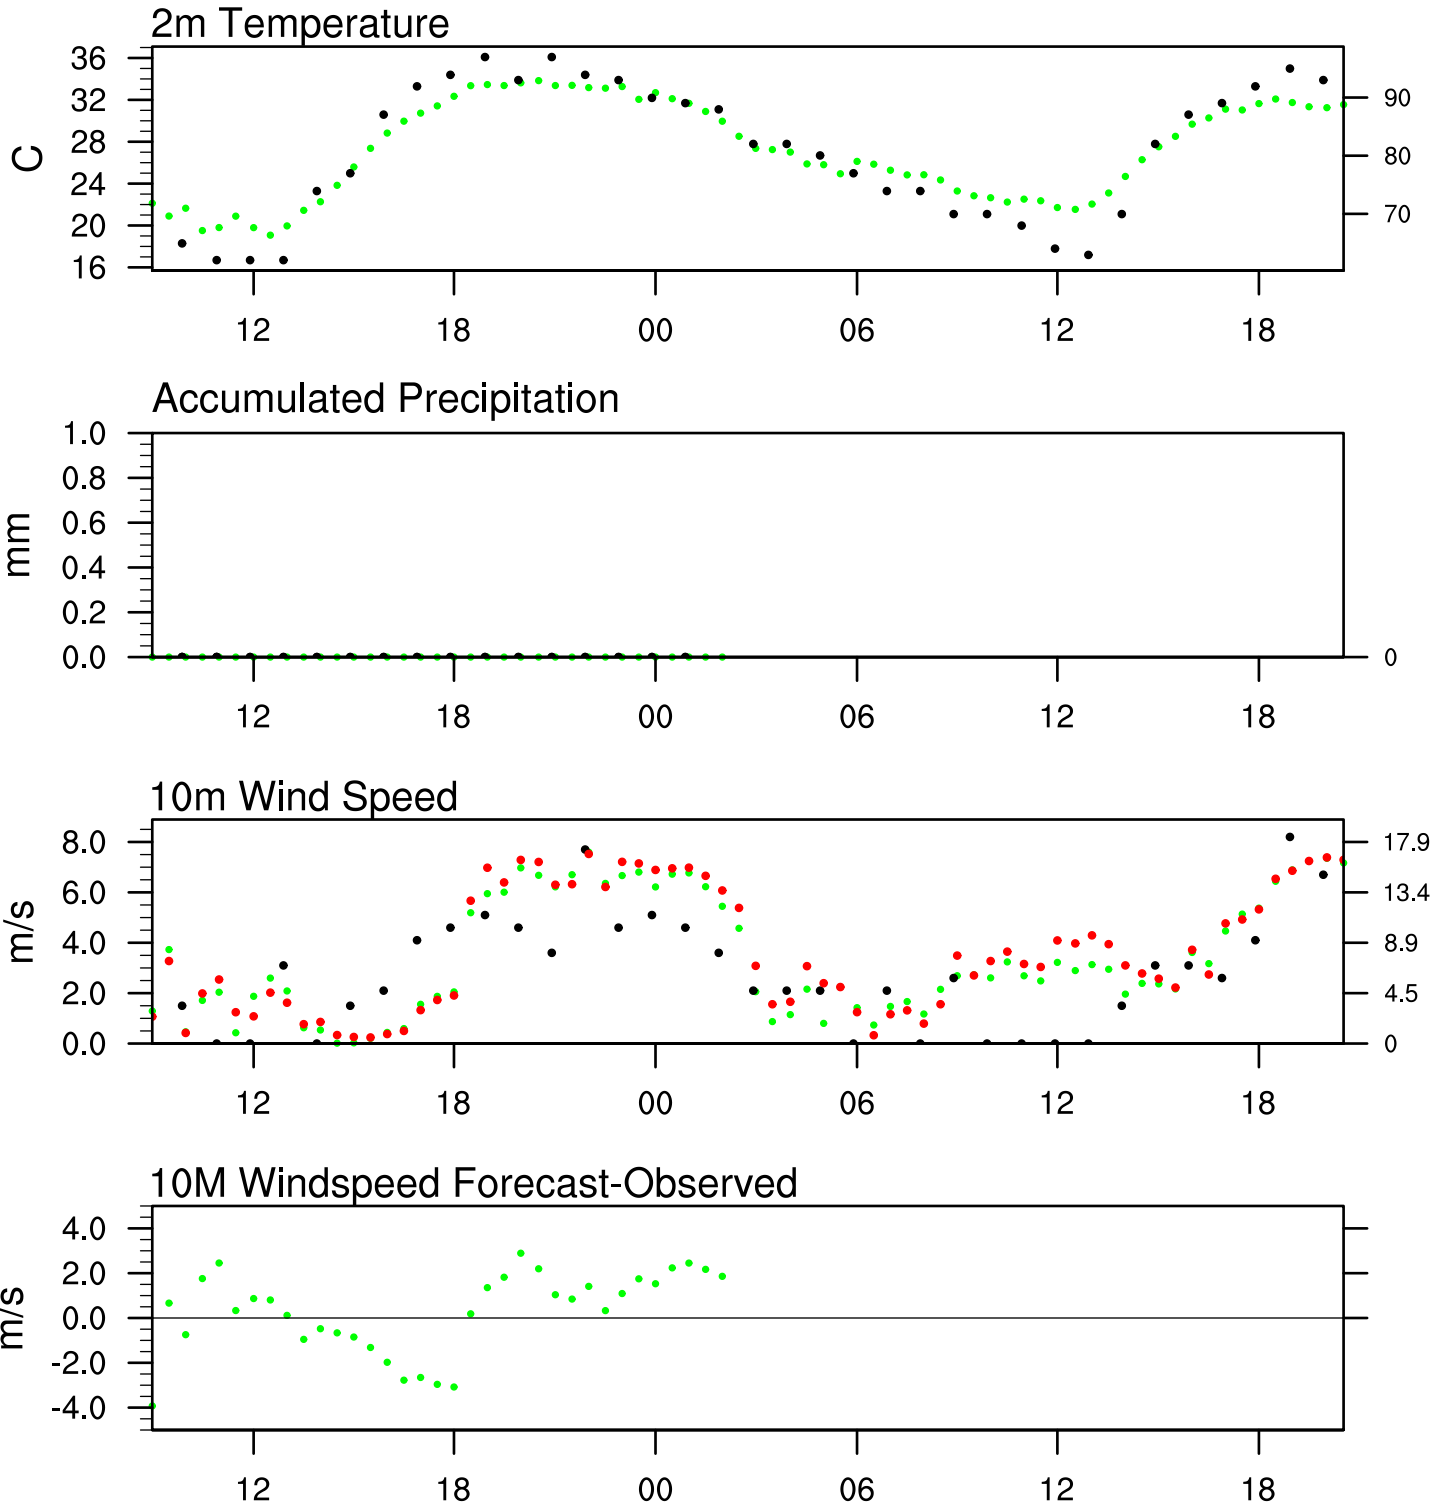 2m Temperature
36
32
28
24
20
16
C
90
80
70
12 18 00 06 12 18
Accumulated Precipitation
1.0
0.8
0.6
0.4
0.2
0.0
mm
0
12 18 00 06 12 18
10m Wind Speed
8.0
6.0
4.0
2.0
0.0
m/s
17.9
13.4
8.9
4.5
0
12 18 00 06 12 18
10M Windspeed Forecast-Observed
4.0
2.0
0.0
-2.0
-4.0
m/s
12 18 00 06 12 18